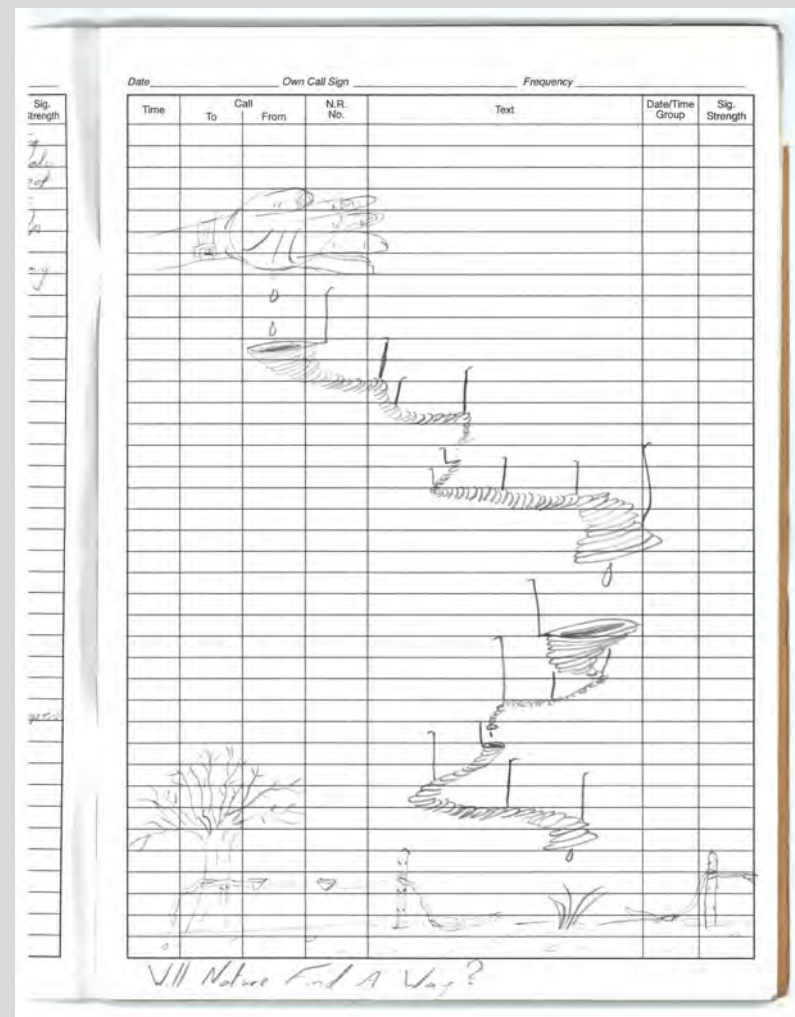 Date Own Call Sign Frequency
Sig. Strength
Time Call To From N.R. No. Text Date/Time Group Sig. Strength
Will Nature Find A Way?